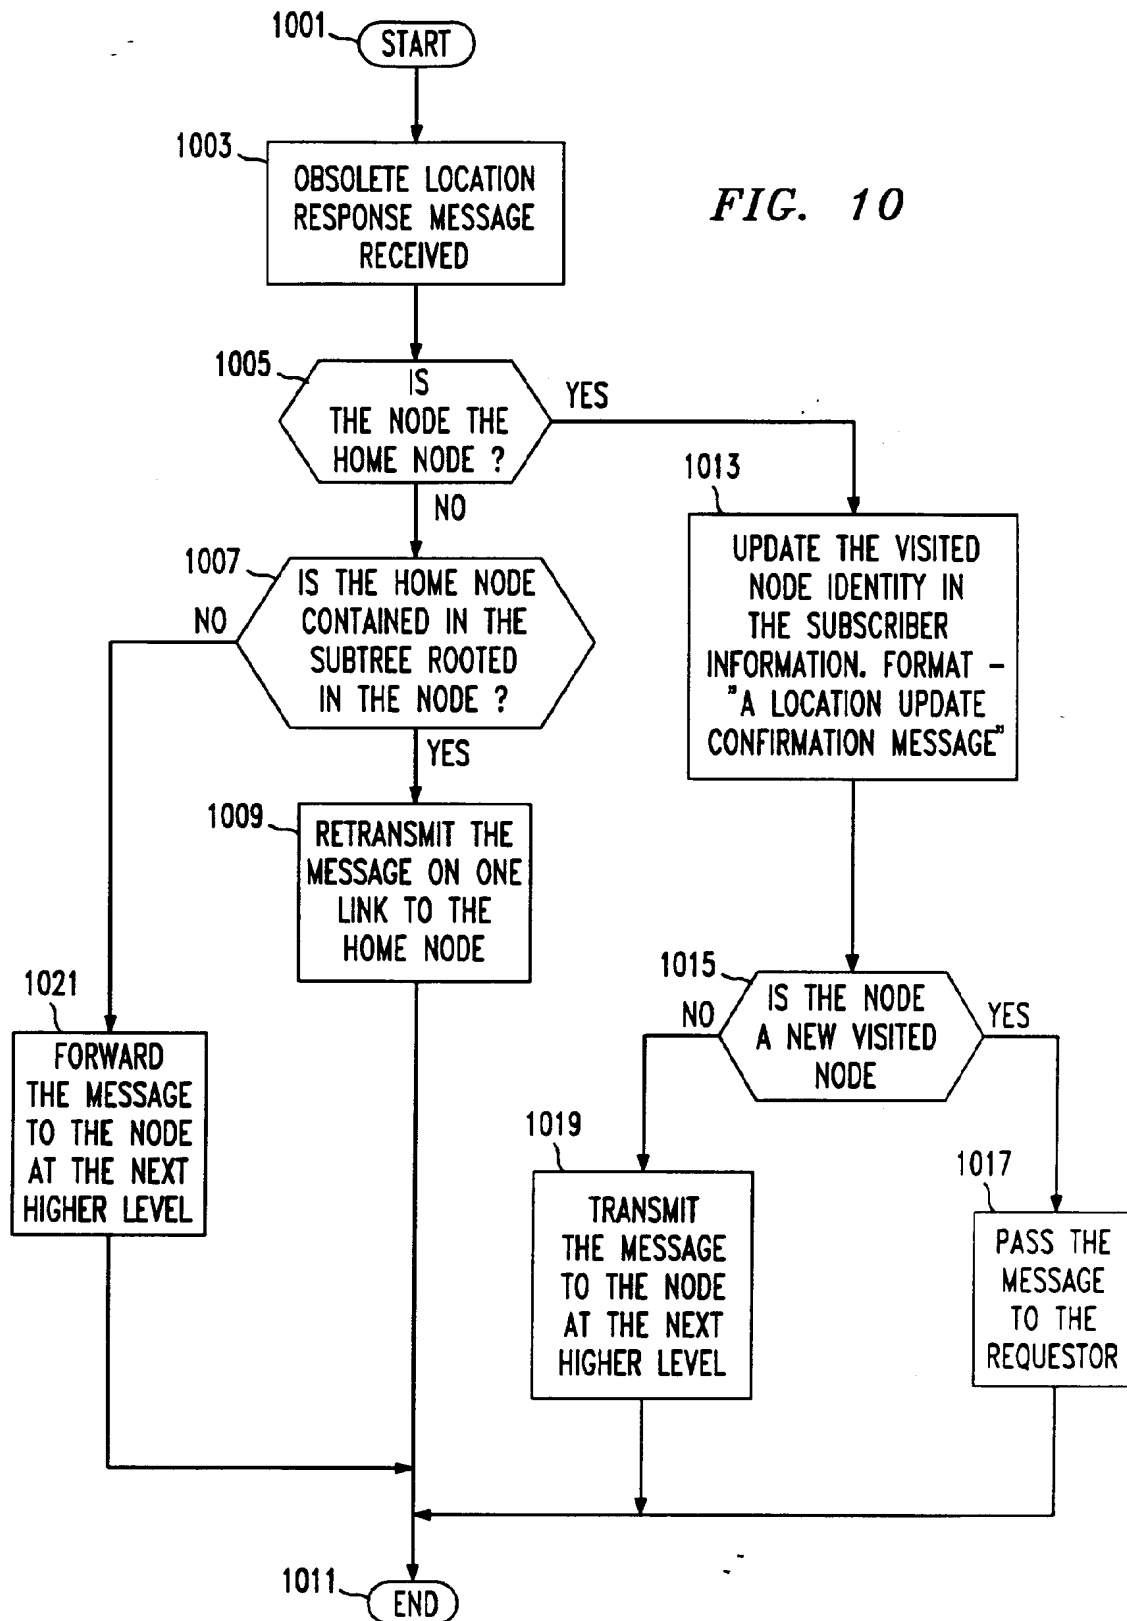 1001
START
1003
OBSOLETE LOCATION
RESPONSE MESSAGE
RECEIVED
FIG. 10
1005
IS
THE NODE THE
HOME NODE ?
YES
NO
1007
IS THE HOME NODE
CONTAINED IN THE
SUBTREE ROOTED
IN THE NODE ?
NO
YES
1009
RETRANSMIT THE
MESSAGE ON ONE
LINK TO THE
HOME NODE
1013
UPDATE THE VISITED
NODE IDENTITY IN
THE SUBSCRIBER
INFORMATION. FORMAT –
"A LOCATION UPDATE
CONFIRMATION MESSAGE"
1015
IS THE NODE
A NEW VISITED
NODE
NO
YES
1021
FORWARD
THE MESSAGE
TO THE NODE
AT THE NEXT
HIGHER LEVEL
1019
TRANSMIT
THE MESSAGE
TO THE NODE
AT THE NEXT
HIGHER LEVEL
1017
PASS THE
MESSAGE
TO THE
REQUESTOR
1011
END